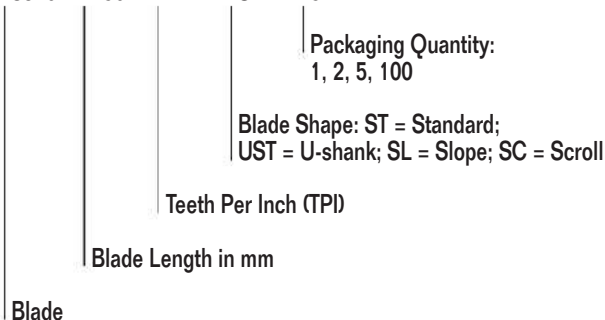 Packaging Quantity:
1, 2, 5, 100
Blade Shape: ST = Standard;
UST = U-shank; SL = Slope; SC = Scroll
Teeth Per Inch (TPI)
Blade Length in mm
Blade